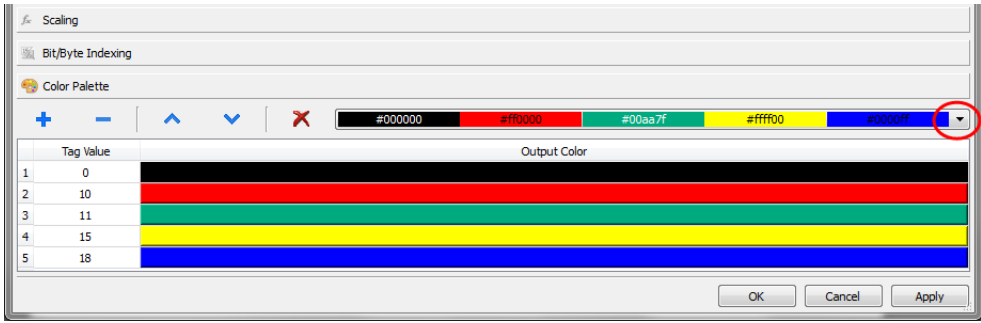 Scaling
Bit/Byte Indexing
Color Palette
#000000 #ff0000 #00aa7f #ffff00 #0000ff
Tag Value Output Color
1 0
2 10
3 11
4 15
5 18
OK Cancel Apply